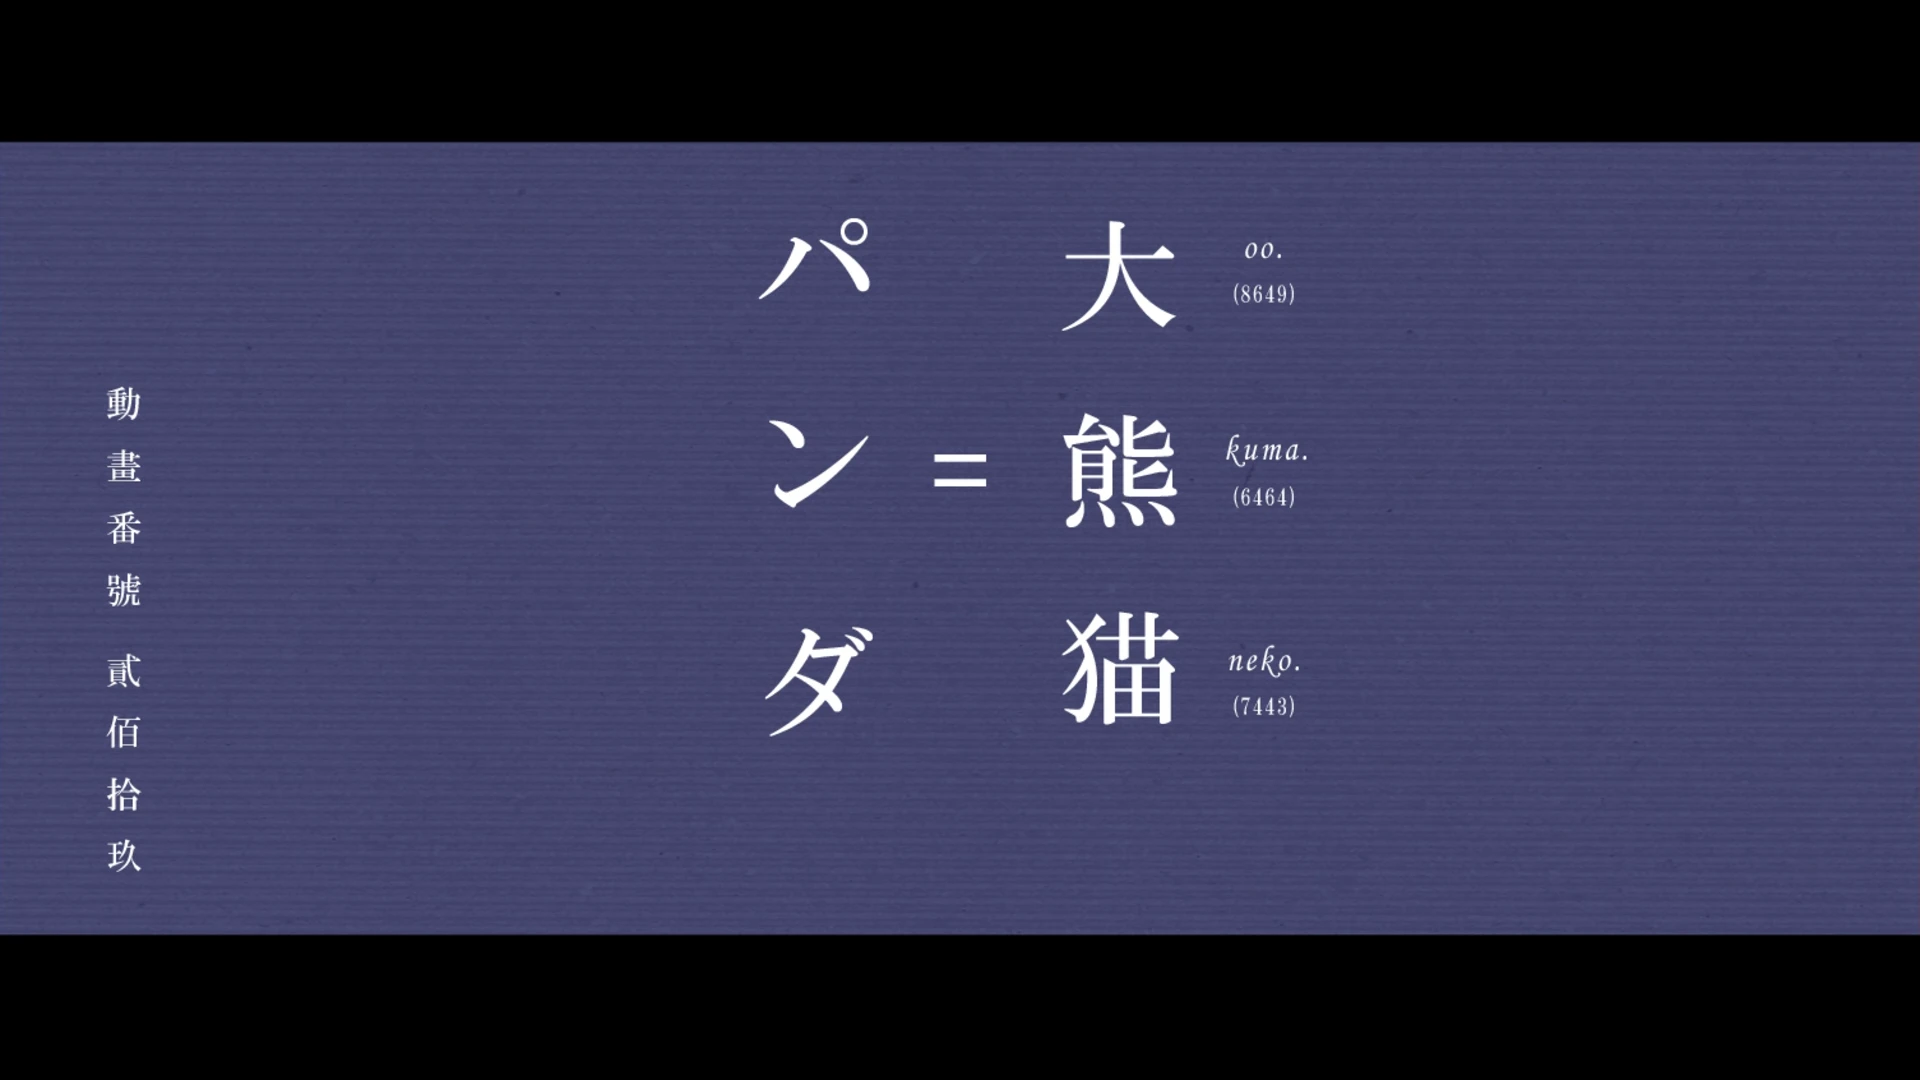 大熊猫
oo.
(8649)
kuma.
(6464)
neko.
(7443)
=
パンダ
動畫番號 貳佰拾玖